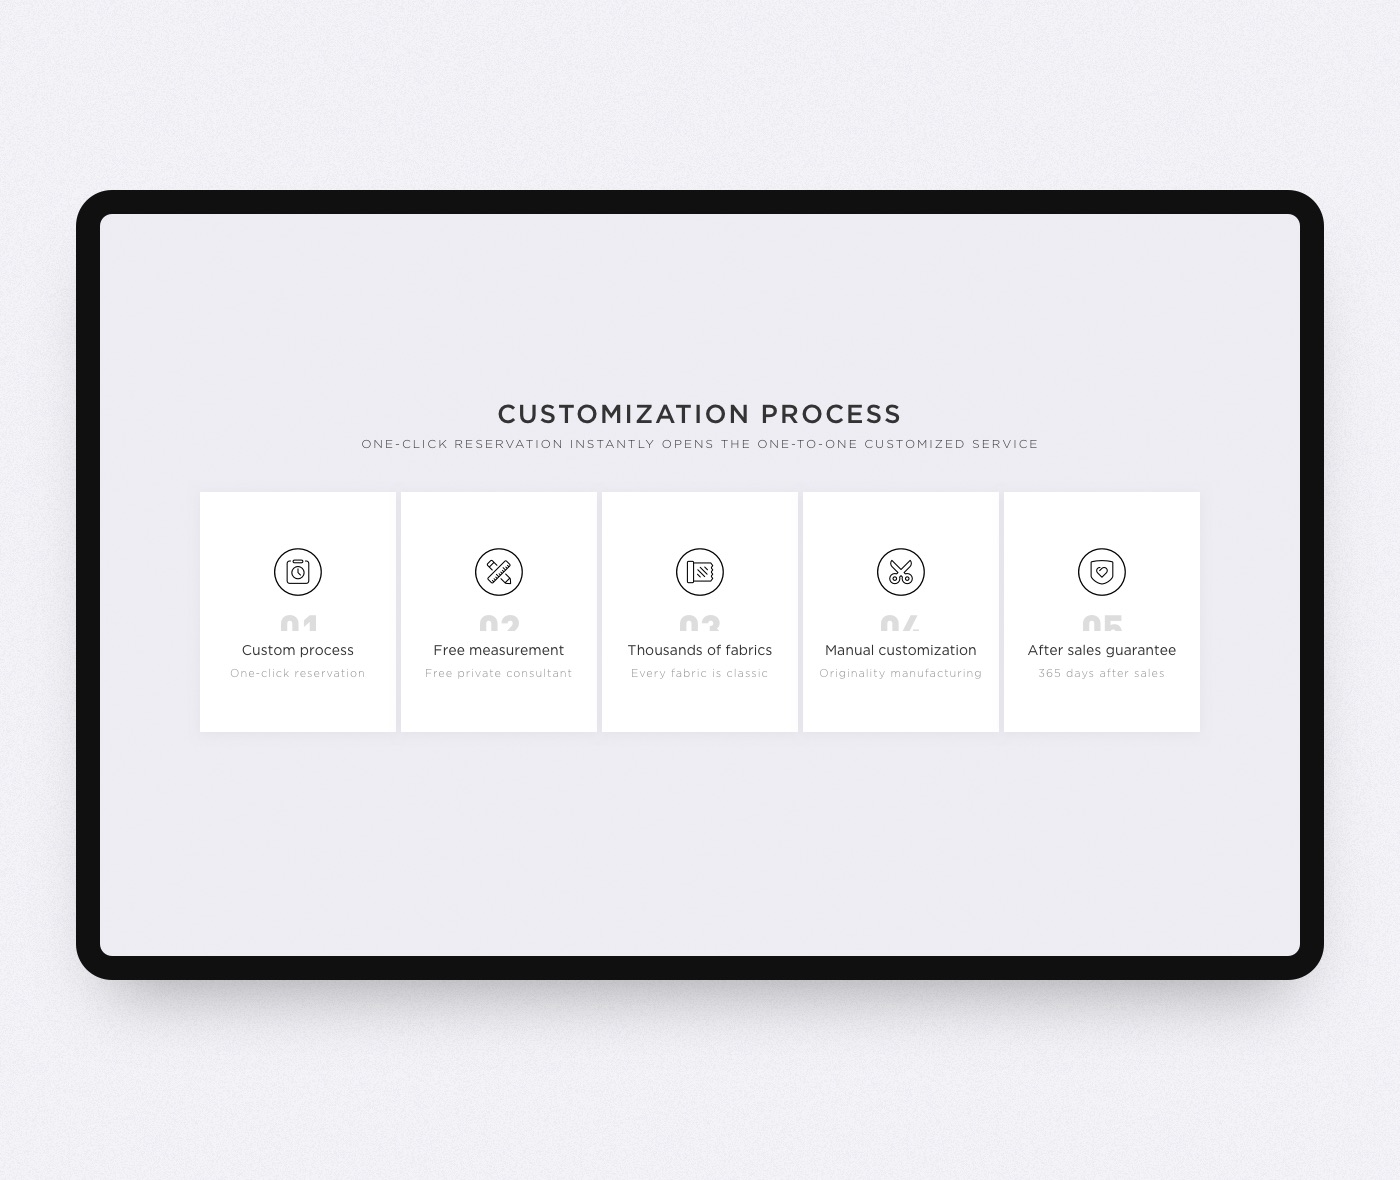 CUSTOMIZATION PROCESS
ONE-CLICK RESERVATION INSTANTLY OPENS THE ONE-TO-ONE CUSTOMIZED SERVICE
01
Custom process
One-click reservation
02
Free measurement
Free private consultant
03
Thousands of fabrics
Every fabric is classic
04
Manual customization
Originality manufacturing
05
After sales guarantee
365 days after sales